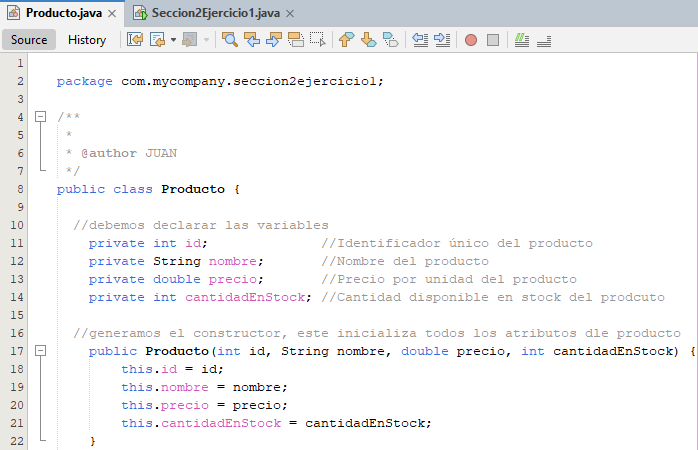 Producto.java × Seccion2Ejercicio1.java ×
Source History
1
2 package com.mycompany.seccion2ejercicio1;
3
4 /**
5 *
6 * @author JUAN
7 */
8 public class Producto {
9
10 //debemos declarar las variables
11 private int id; //Identificador único del producto
12 private String nombre; //Nombre del producto
13 private double precio; //Precio por unidad del producto
14 private int cantidadEnStock; //Cantidad disponible en stock del prodcuto
15
16 //generamos el constructor, este inicializa todos los atributos dle producto
17 public Producto(int id, String nombre, double precio, int cantidadEnStock) {
18 this.id = id;
19 this.nombre = nombre;
20 this.precio = precio;
21 this.cantidadEnStock = cantidadEnStock;
22 }